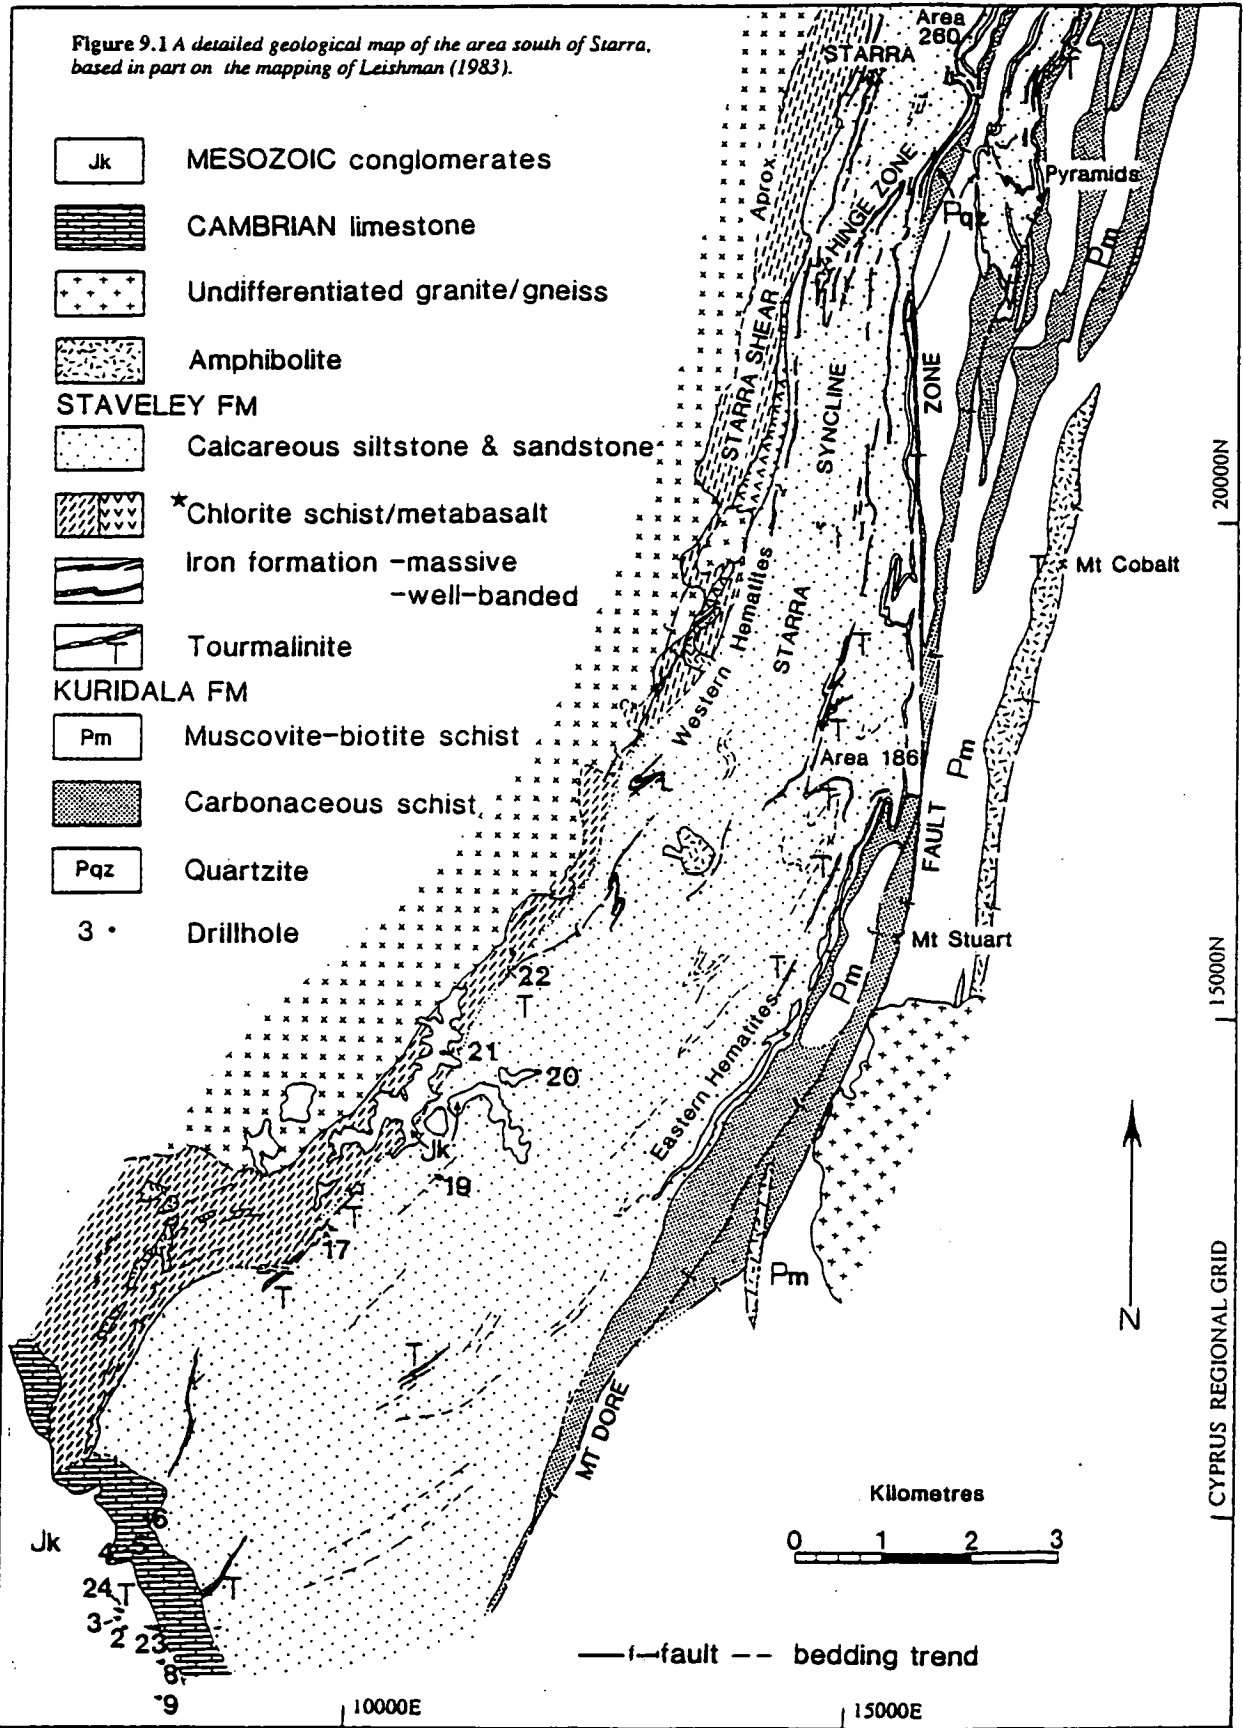 Figure 9.1 A detailed geological map of the area south of Starra,
based in part on the mapping of Leishman (1983).
Jk MESOZOIC conglomerates
CAMBRIAN limestone
Undifferentiated granite/gneiss
Amphibolite
STAVELEY FM
Calcareous siltstone & sandstone
★Chlorite schist/metabasalt
Iron formation -massive
-well-banded
T Tourmalinite
KURIDALA FM
Pm Muscovite-biotite schist
Carbonaceous schist
Pqz Quartzite
3 • Drillhole
Area
260
STARRA
T
Pyramids
Aprox
HINGE ZONE
Pqz
Pm
STARRA SHEAR
SYNCLINE
ZONE
20000N
T
Mt Cobalt
Western Hematites
STARRA
T
T
Area 186
Pm
FAULT
T
T
Mt Stuart
15000N
22
T
T
Pm
21
20
Eastern Hematites
Jk
19
T
17
T
Pm
N
T
MT DORE
CYPRUS REGIONAL GRID
Kilometres
0 1 2 3
6
Jk
4
5
24
T
T
3
2
23
8
9
fault -- bedding trend
10000E
15000E